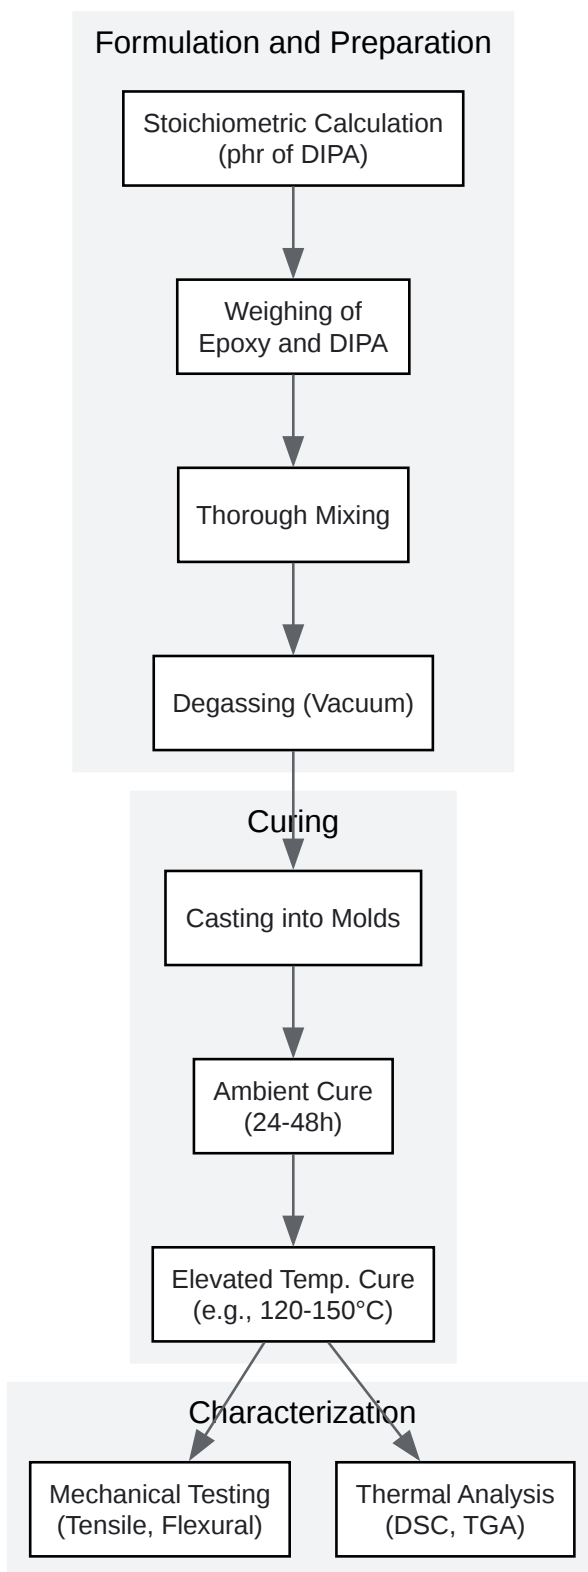 Formulation and Preparation
Stoichiometric Calculation
(phr of DIPA)
Weighing of
Epoxy and DIPA
Thorough Mixing
Degassing (Vacuum)
Curing
Casting into Molds
Ambient Cure
(24-48h)
Elevated Temp. Cure
(e.g., 120-150°C)
Characterization
Mechanical Testing
(Tensile, Flexural)
Thermal Analysis
(DSC, TGA)